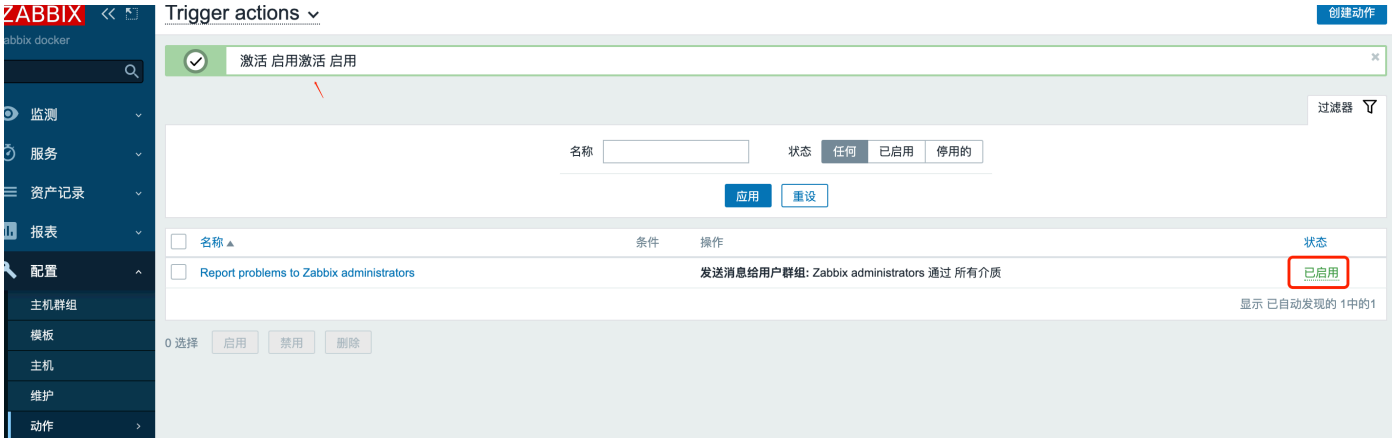 ZABBIX
Trigger actions
创建动作
abbix docker
激活 启用激活 启用
过滤器
监测
名称
状态 任何 已启用 停用的
服务
资产记录
应用 重设
报表
名称 条件 操作 状态
配置
Report problems to Zabbix administrators 发送消息给用户群组: Zabbix administrators 通过 所有介质 已启用
主机群组
显示 已自动发现的 1中的1
模板
0 选择 启用 禁用 删除
主机
维护
动作